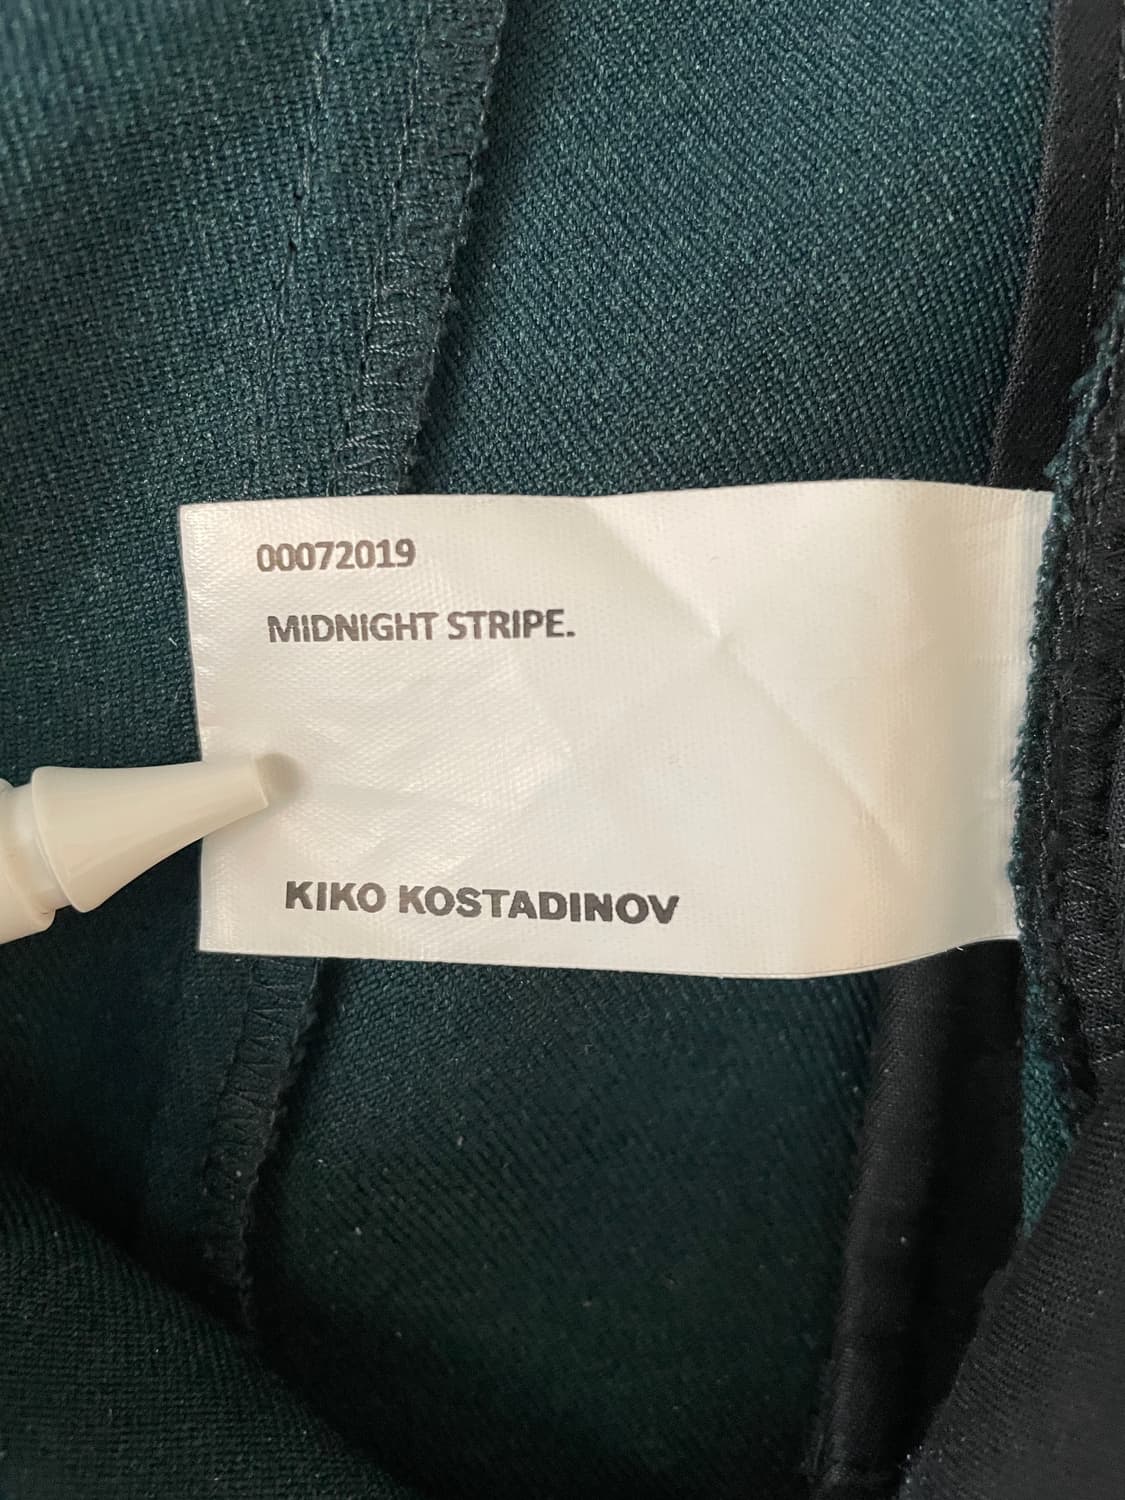 00072019
MIDNIGHT STRIPE.
KIKO KOSTADINOV